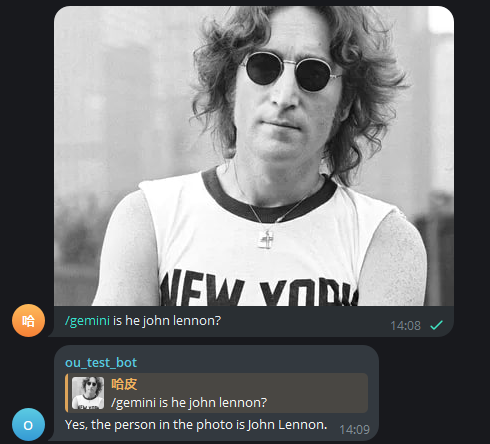 NEW YORK
哈
/gemini is he john lennon?
14:08
ou_test_bot
哈皮
/gemini is he john lennon?
O
Yes, the person in the photo is John Lennon.
14:09